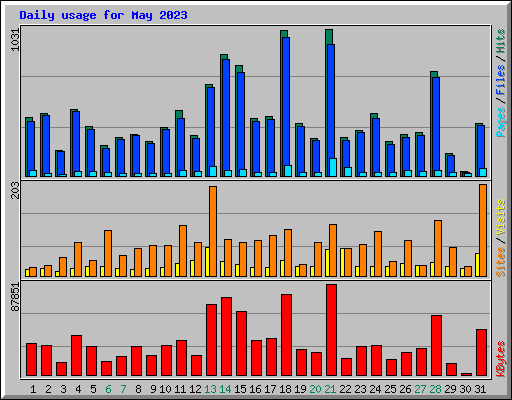 Daily usage for May 2023
1031
Pages / Files / Hits
203
Sites / Visits
87851
KBytes
1 2 3 4 5 6 7 8 9 10 11 12 13 14 15 16 17 18 19 20 21 22 23 24 25 26 27 28 29 30 31